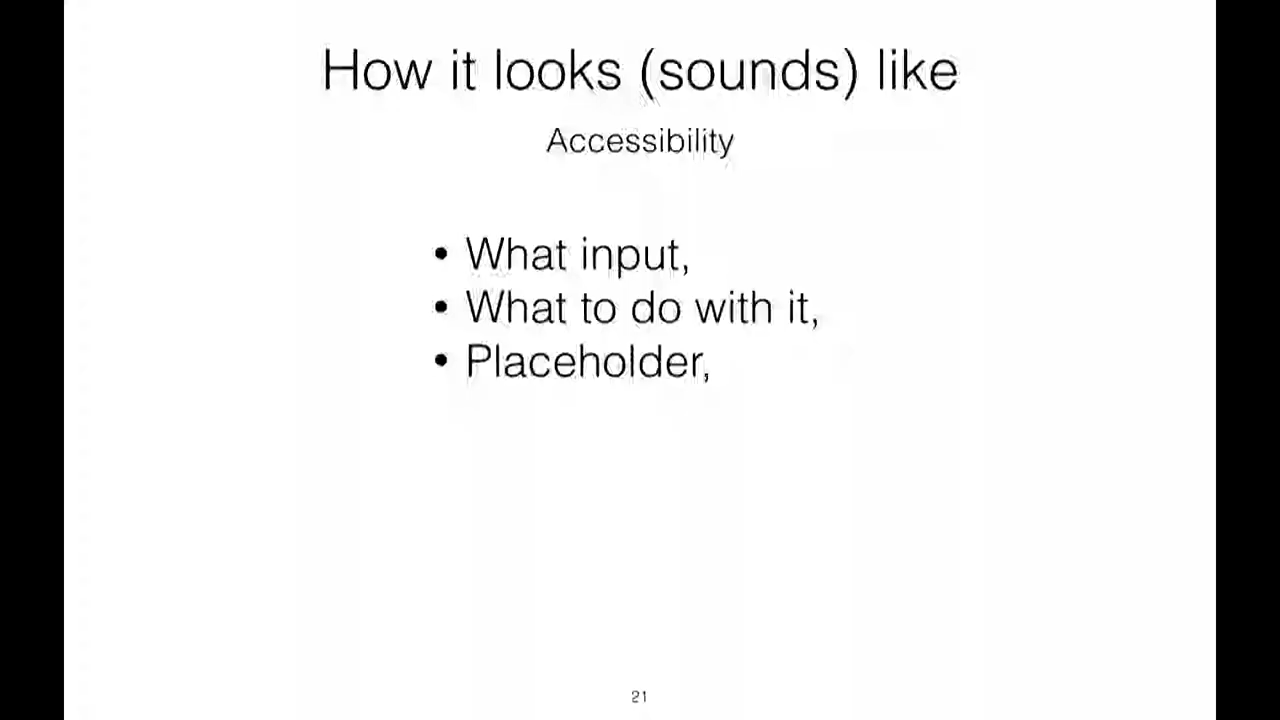 How it looks (sounds) like
Accessibility
• What input,
• What to do with it,
• Placeholder,
21